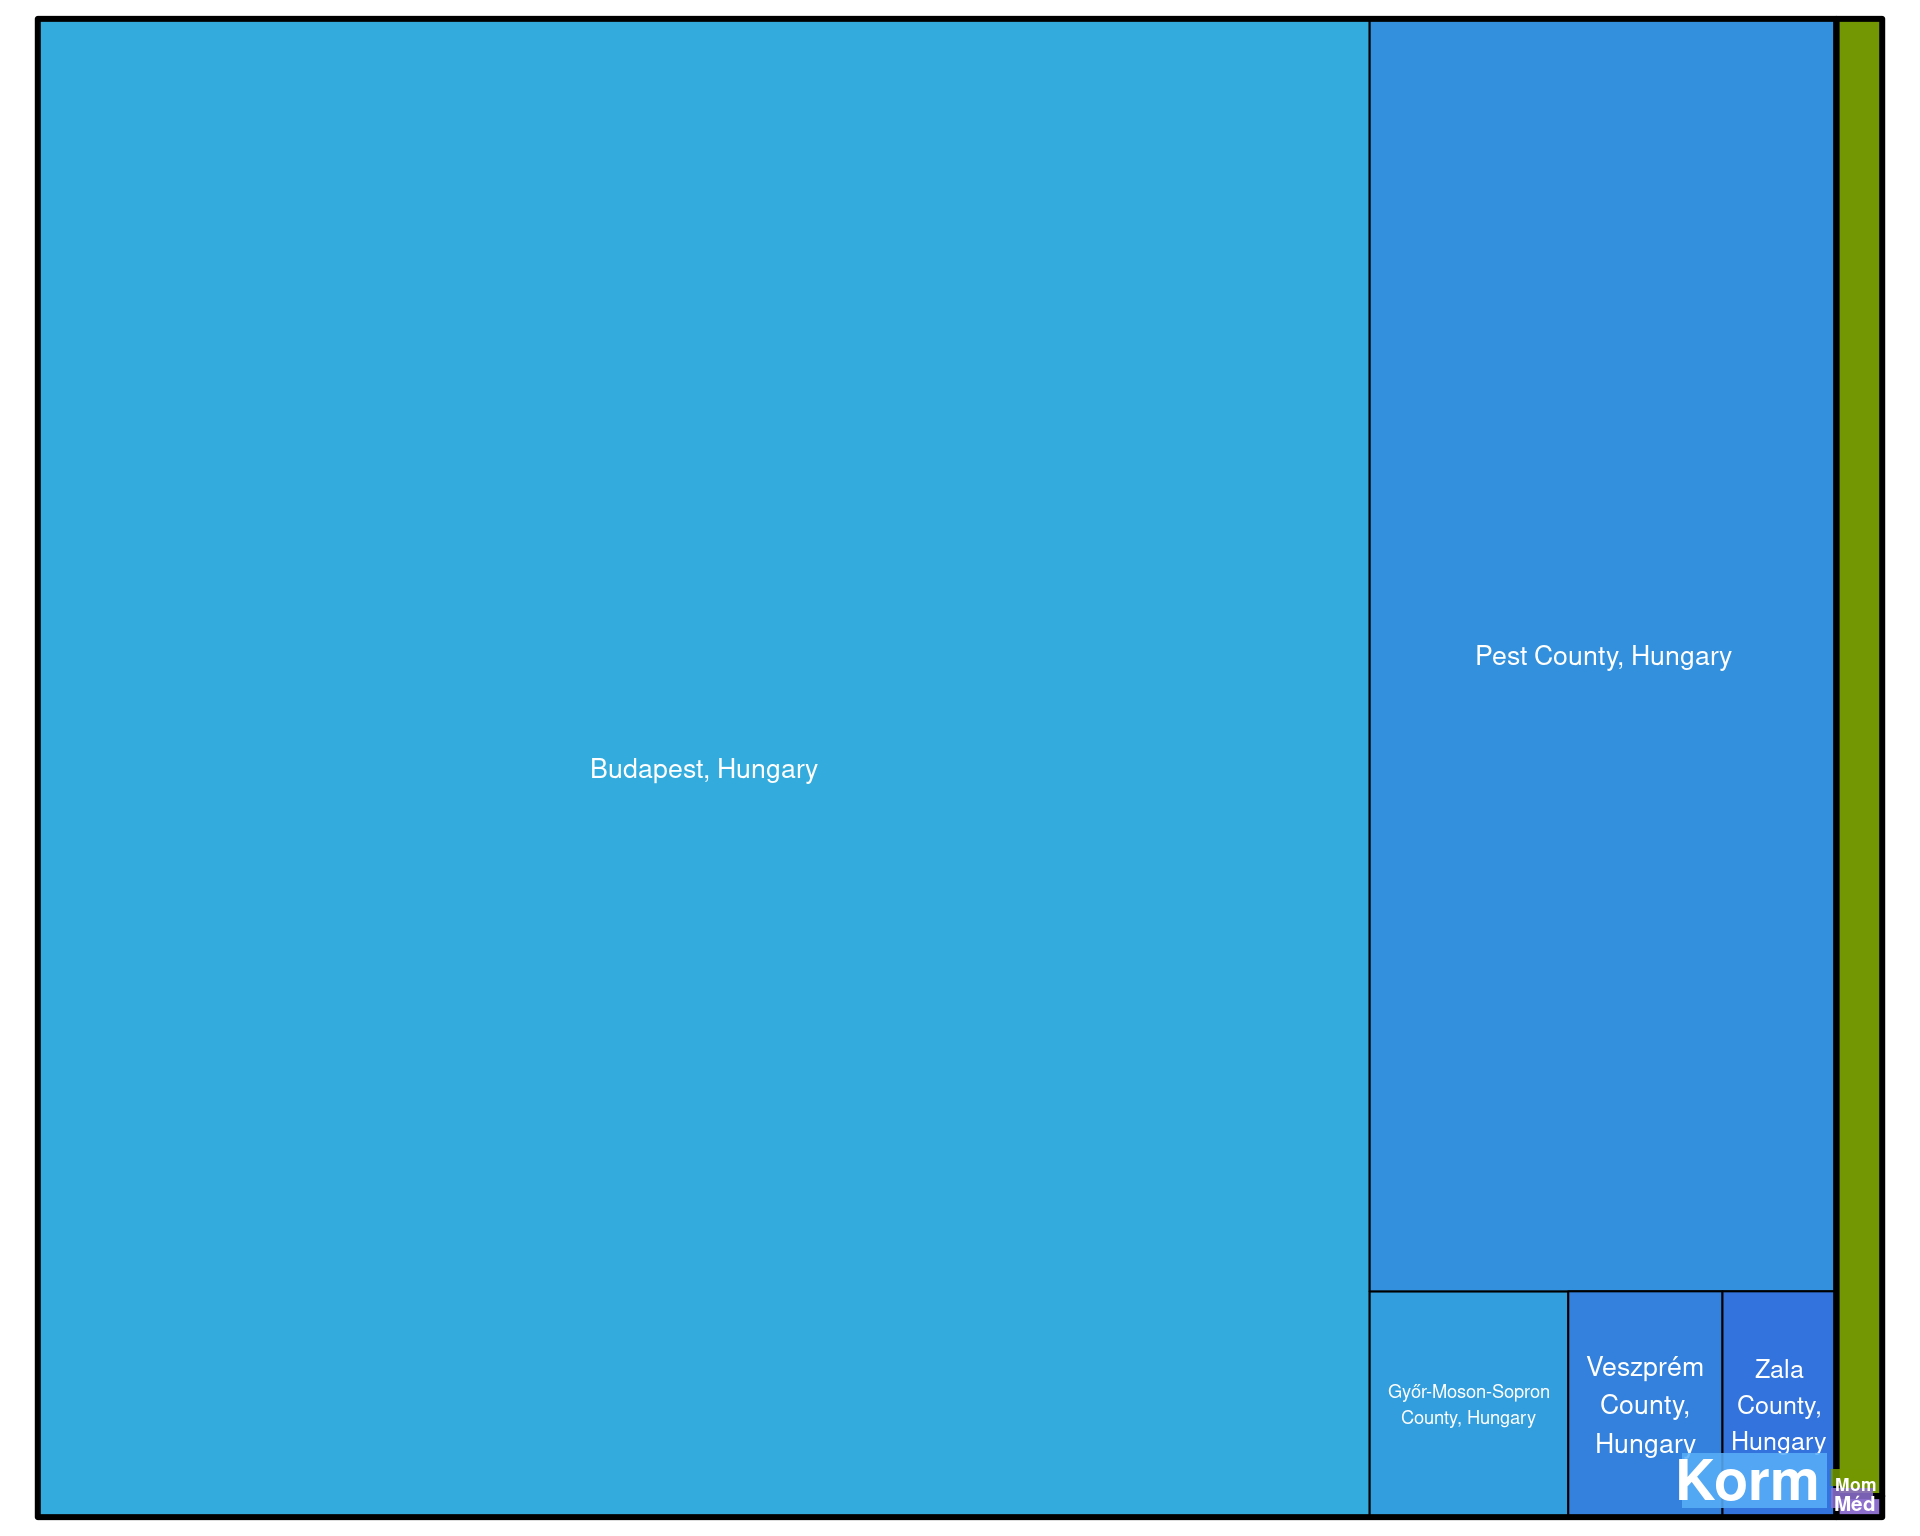 Pest County, Hungary
Budapest, Hungary
Győr-Moson-Sopron
County, Hungary
Veszprém
County,
Hungary
Zala
County,
Hungary
Korm
Mom
Méd